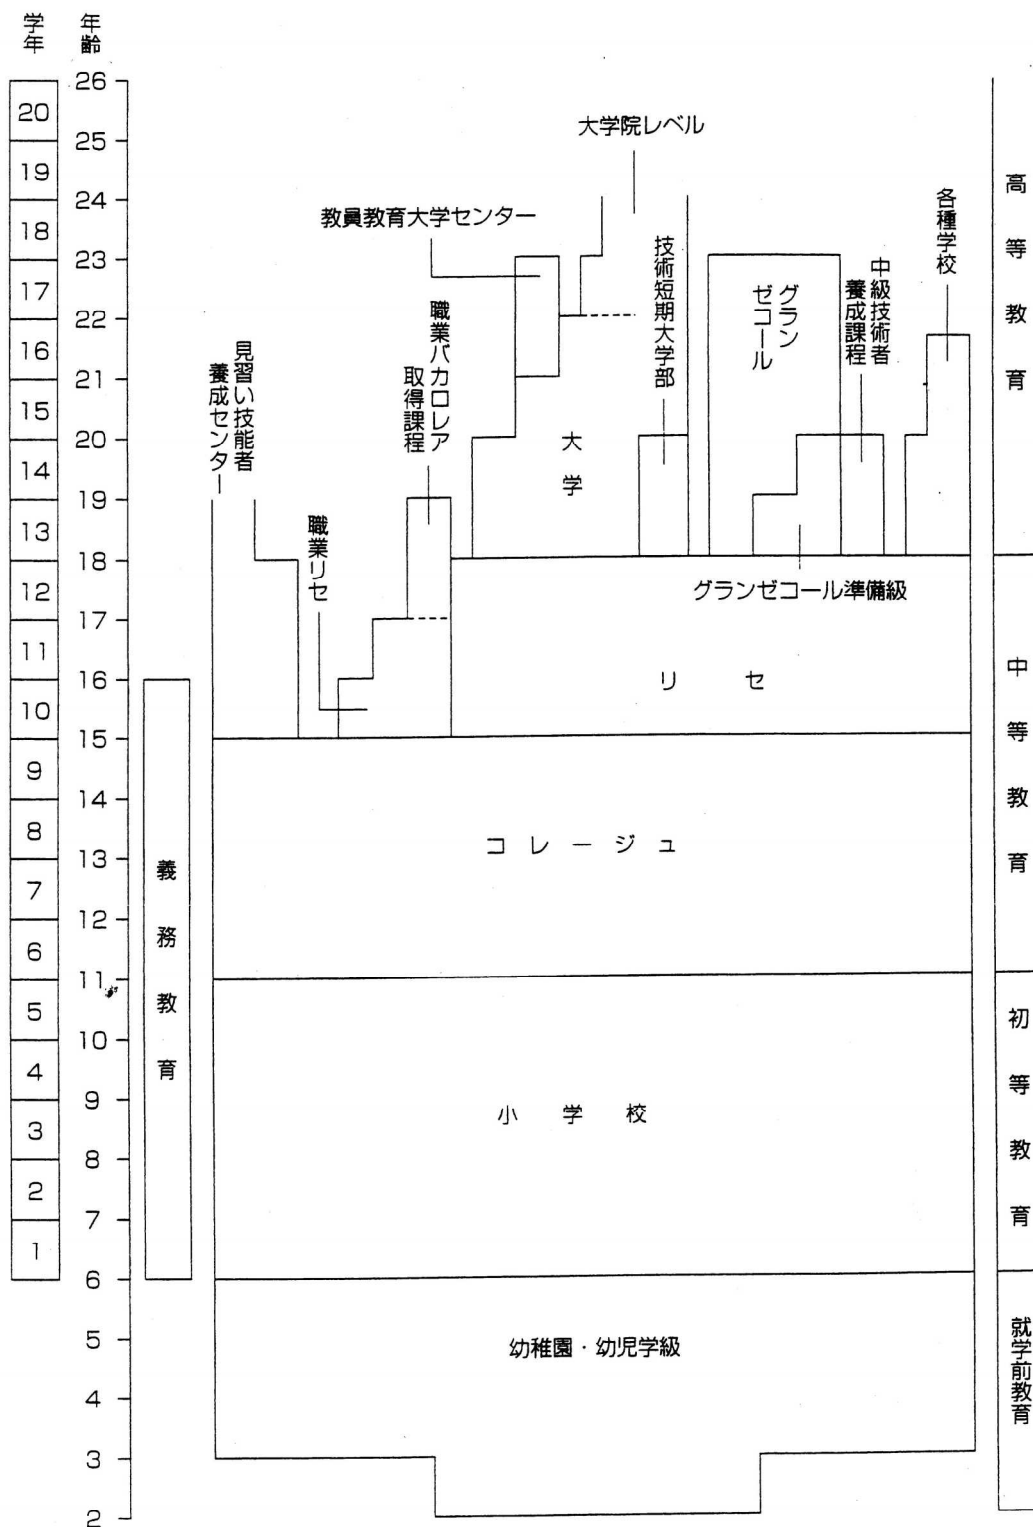 学年
年齢
26
20
25
大学院レベル
19
24
高等教育
各種学校
教員教育大学センター
18
23
技術短期大学部
中級技術者
養成課程
グラン
ゼコール
17
22
職業バカロレア
取得課程
見習い技能者
養成センター
16
21
15
20
大学
14
19
職業リセ
13
18
12
グランゼコール準備級
17
11
中等教育
リセ
16
10
15
9
14
コレージュ
8
13
義務教育
7
12
6
11
5
初等教育
10
4
9
小学校
3
8
2
7
1
6
就学前教育
5
幼稚園・幼児学級
4
3
2